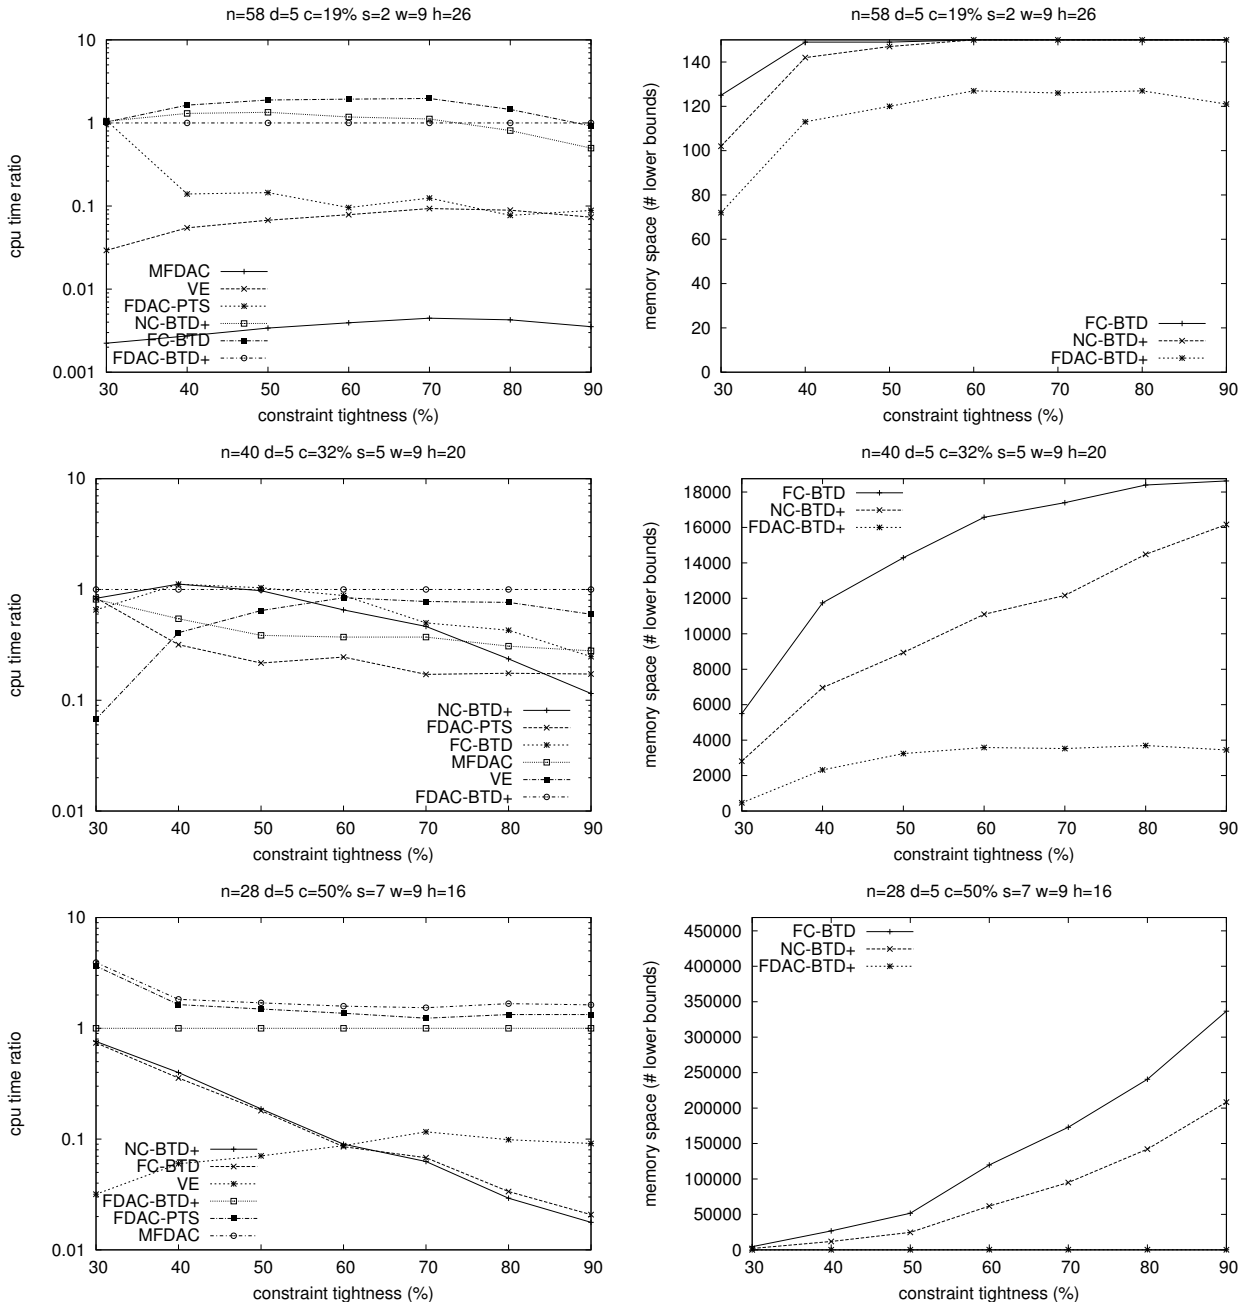 n=58 d=5 c=19% s=2 w=9 h=26
10
1
0.1
0.01
0.001
cpu time ratio
MFDAC
VE
FDAC-PTS
NC-BTD+
FC-BTD
FDAC-BTD+
30 40 50 60 70 80 90
constraint tightness (%)
n=58 d=5 c=19% s=2 w=9 h=26
140
120
100
80
60
40
20
0
memory space (# lower bounds)
FC-BTD
NC-BTD+
FDAC-BTD+
30 40 50 60 70 80 90
constraint tightness (%)
n=40 d=5 c=32% s=5 w=9 h=20
10
1
0.1
0.01
cpu time ratio
NC-BTD+
FDAC-PTS
FC-BTD
MFDAC
VE
FDAC-BTD+
30 40 50 60 70 80 90
constraint tightness (%)
n=40 d=5 c=32% s=5 w=9 h=20
18000
16000
14000
12000
10000
8000
6000
4000
2000
0
memory space (# lower bounds)
FC-BTD
NC-BTD+
FDAC-BTD+
30 40 50 60 70 80 90
constraint tightness (%)
n=28 d=5 c=50% s=7 w=9 h=16
10
1
0.1
0.01
cpu time ratio
NC-BTD+
FC-BTD
VE
FDAC-BTD+
FDAC-PTS
MFDAC
30 40 50 60 70 80 90
constraint tightness (%)
n=28 d=5 c=50% s=7 w=9 h=16
450000
400000
350000
300000
250000
200000
150000
100000
50000
0
memory space (# lower bounds)
FC-BTD
NC-BTD+
FDAC-BTD+
30 40 50 60 70 80 90
constraint tightness (%)